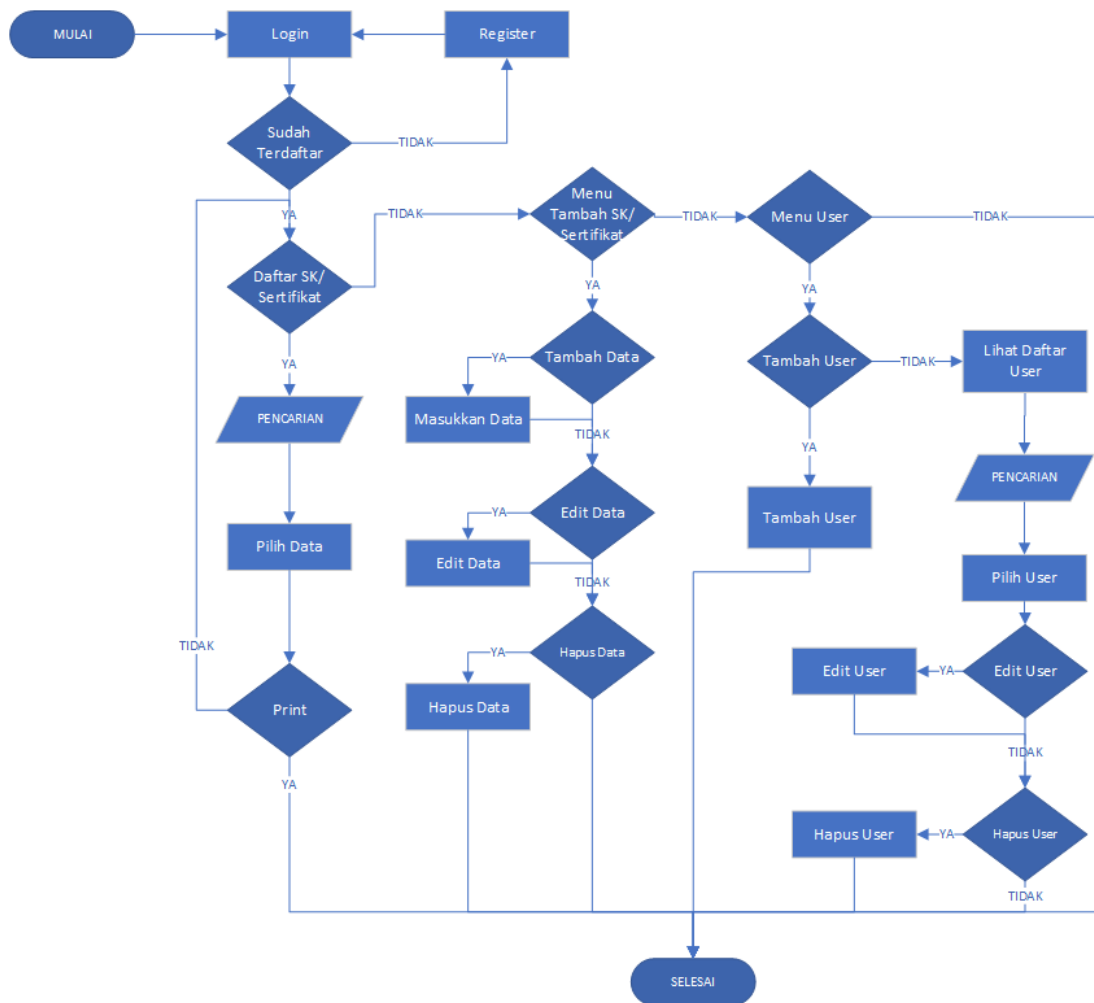 MULAI
Login
Register
Sudah
Terdaftar
TIDAK
YA
TIDAK
Menu
Tambah SK/
Sertifikat
TIDAK
Menu User
TIDAK
Daftar SK/
Sertifikat
YA
YA
YA
Tambah Data
YA
Tambah User
TIDAK
Lihat Daftar
User
PENCARIAN
Masukkan Data
TIDAK
YA
PENCARIAN
Edit Data
YA
Tambah User
Pilih Data
Edit Data
TIDAK
Pilih User
TIDAK
YA
Hapus Data
Edit User
YA
Edit User
Print
Hapus Data
TIDAK
YA
Hapus User
YA
Hapus User
TIDAK
SELESAI